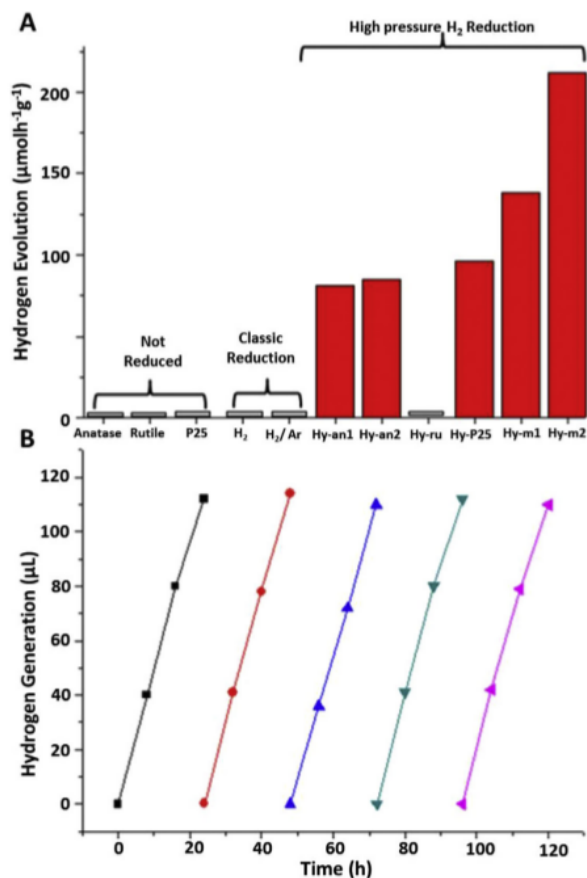 A
High pressure H₂ Reduction
Hydrogen Evolution (μmolh⁻¹g⁻¹)
200
150
100
50
0
Not
Reduced
Classic
Reduction
Anatase Rutile P25 H₂ H₂/ Ar Hy-an1 Hy-an2 Hy-ru Hy-P25 Hy-m1 Hy-m2
B
Hydrogen Generation (μL)
120
100
80
60
40
20
0
0 20 40 60 80 100 120
Time (h)